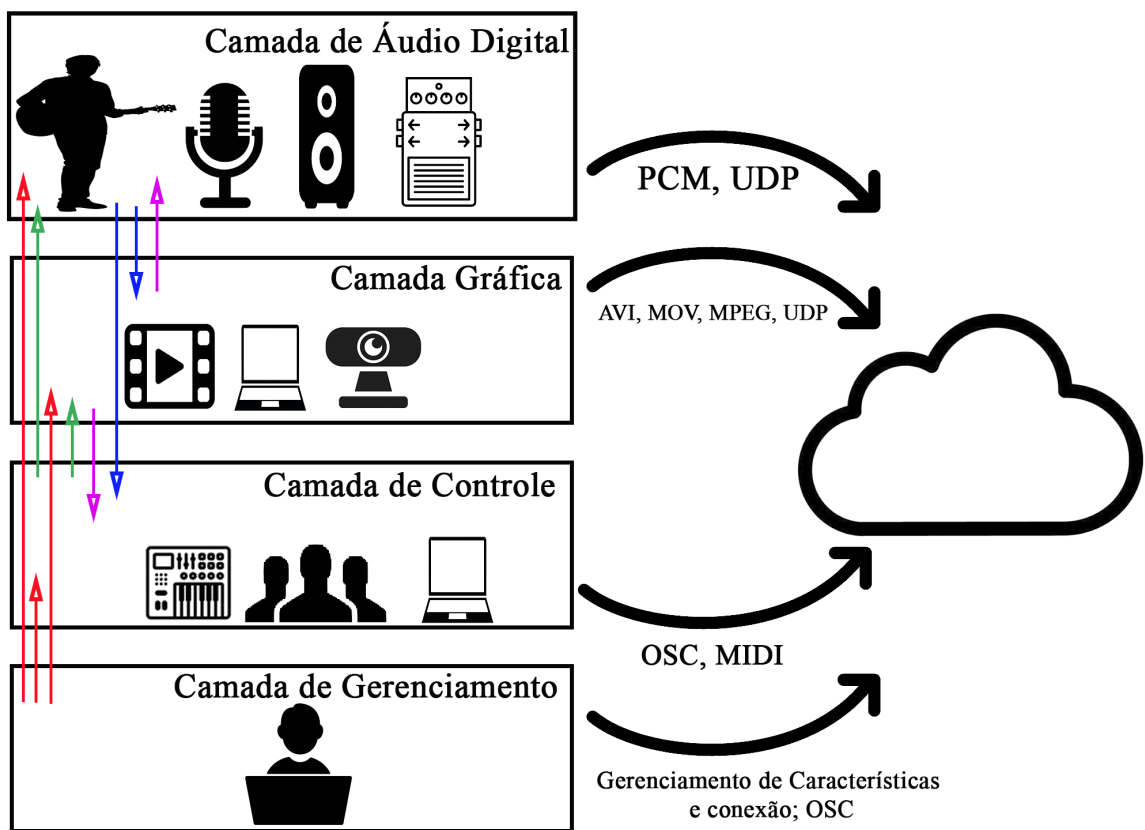 Camada de Áudio Digital
PCM, UDP
Camada Gráfica
AVI, MOV, MPEG, UDP
Camada de Controle
OSC, MIDI
Camada de Gerenciamento
Gerenciamento de Características
e conexão; OSC